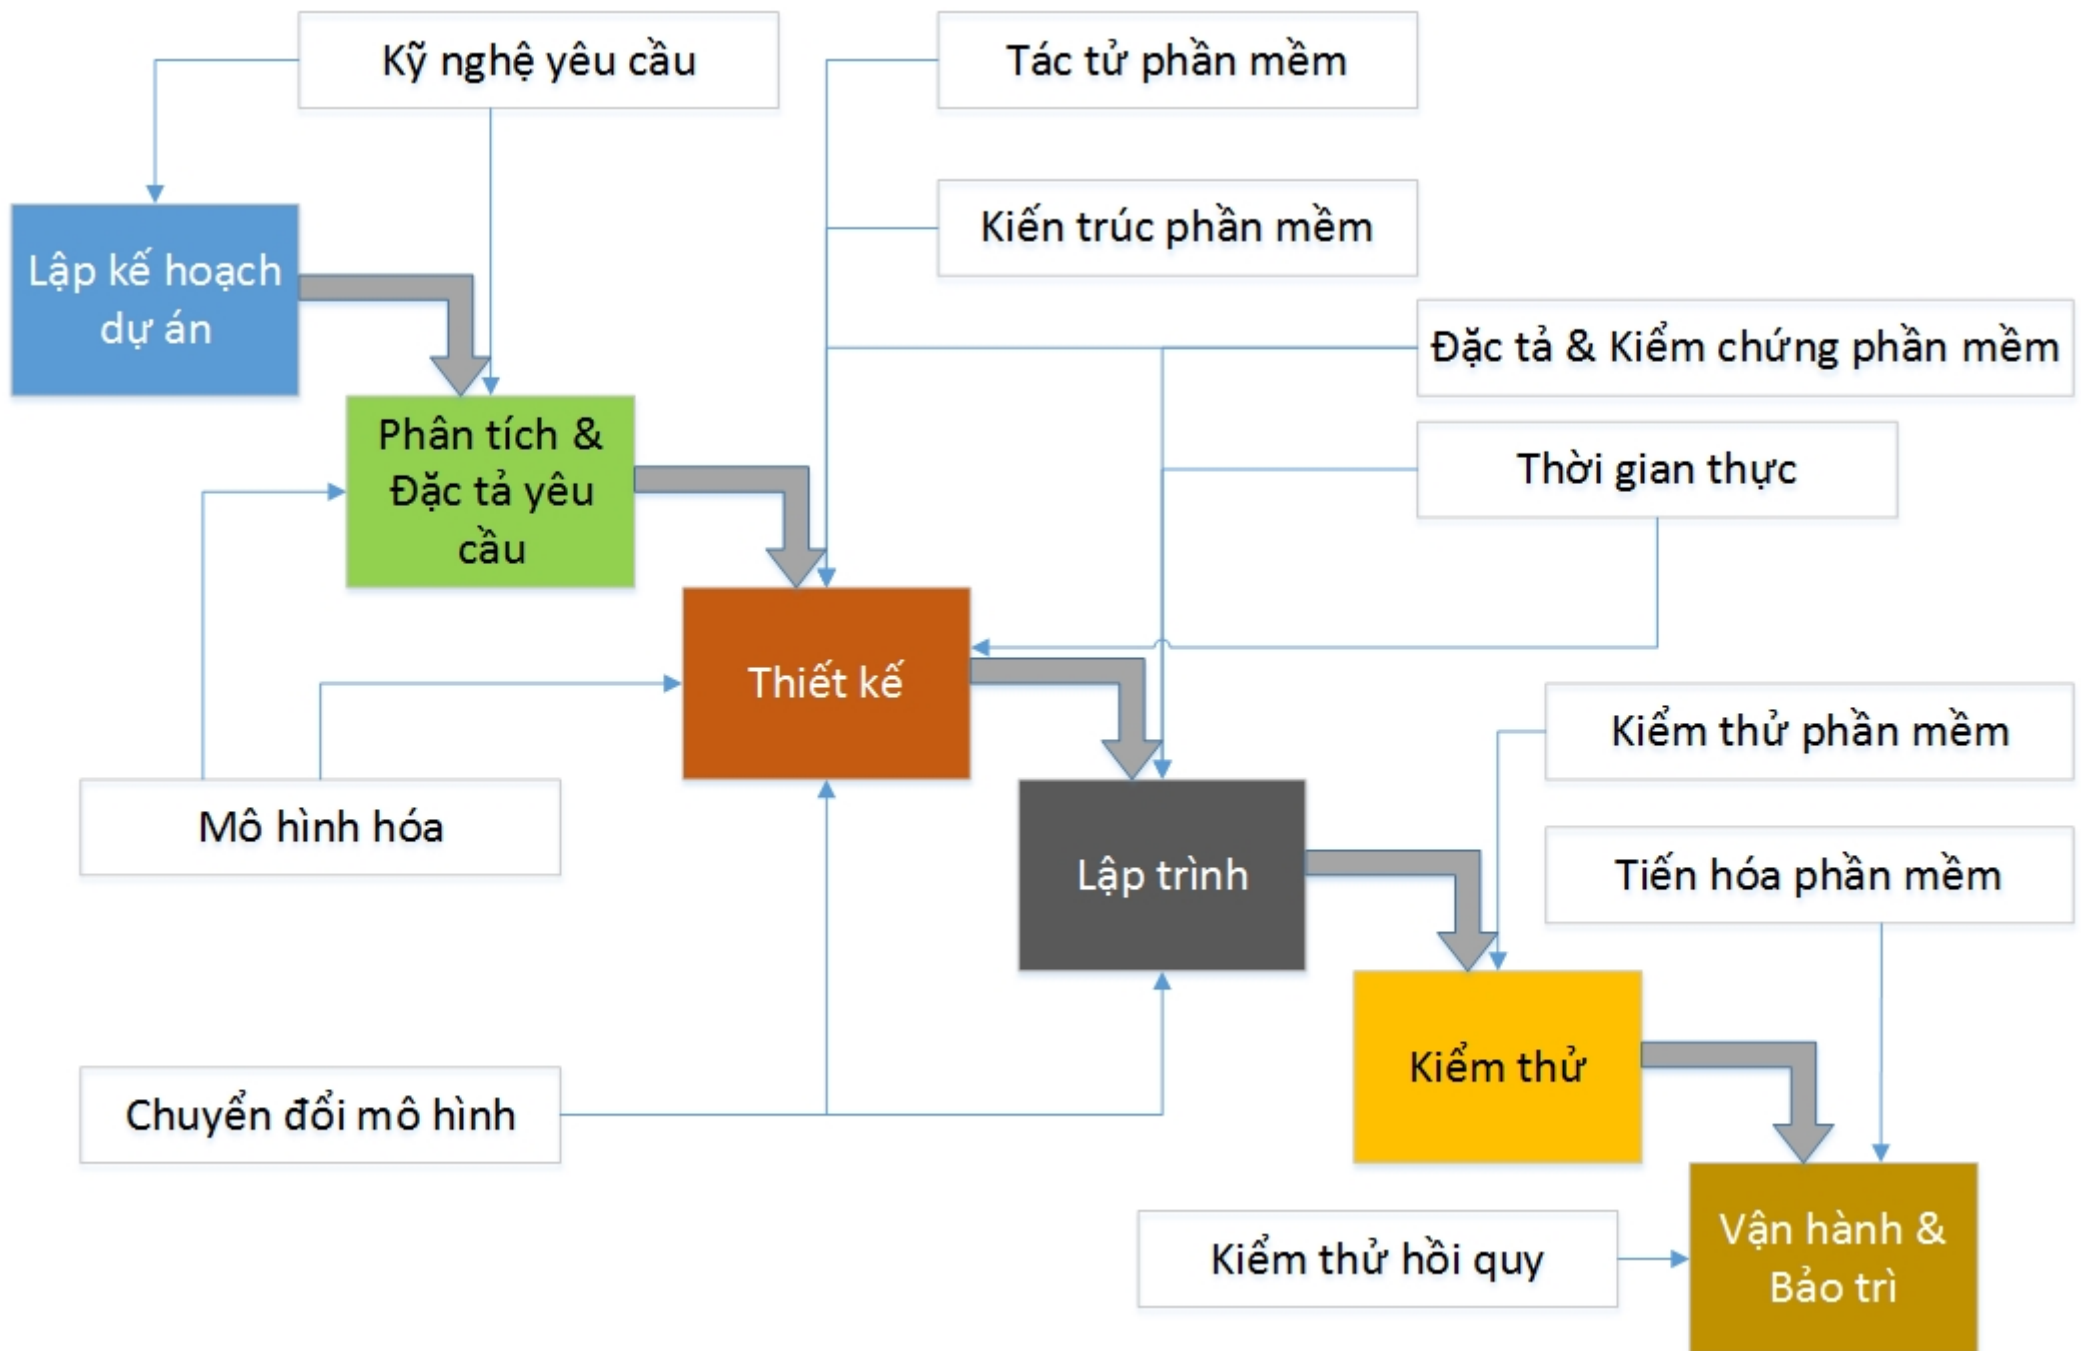 Kỹ nghệ yêu cầu
Tác tử phần mềm
Kiến trúc phần mềm
Lập kế hoạch
dự án
Đặc tả & Kiểm chứng phần mềm
Phân tích &
Đặc tả yêu
cầu
Thời gian thực
Thiết kế
Kiểm thử phần mềm
Mô hình hóa
Lập trình
Tiến hóa phần mềm
Kiểm thử
Chuyển đổi mô hình
Vận hành &
Bảo trì
Kiểm thử hồi quy